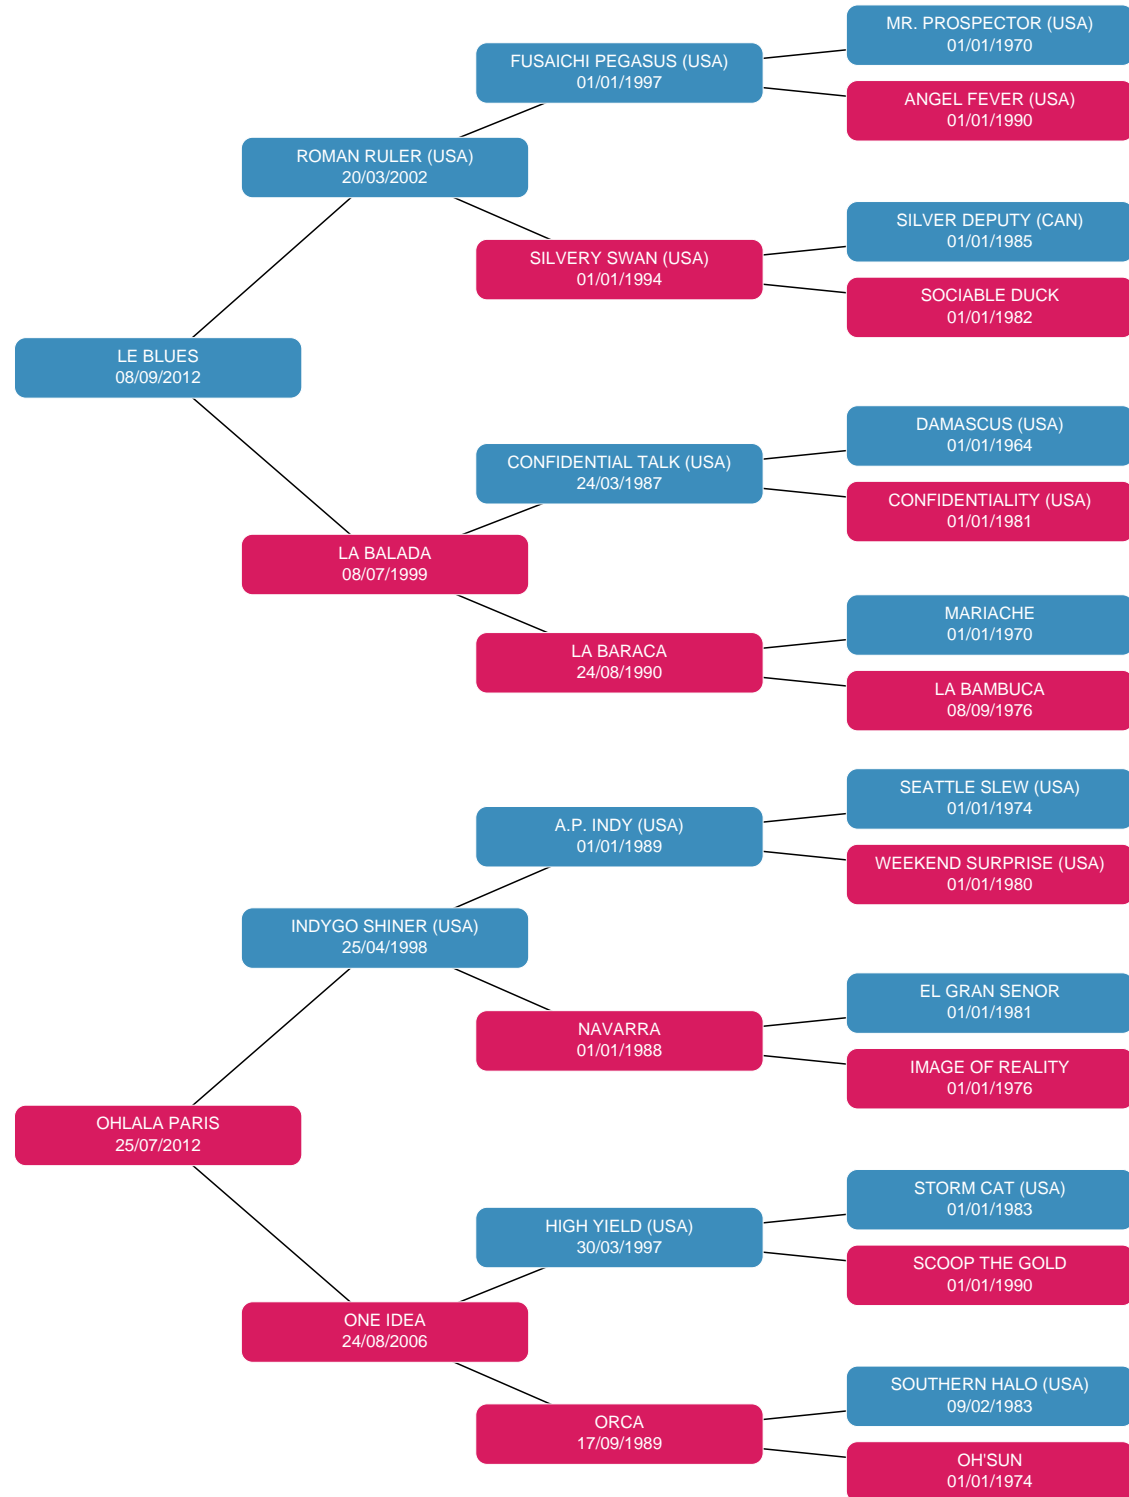 MR. PROSPECTOR (USA)
01/01/1970
FUSAICHI PEGASUS (USA)
01/01/1997
ANGEL FEVER (USA)
01/01/1990
ROMAN RULER (USA)
20/03/2002
SILVER DEPUTY (CAN)
01/01/1985
SILVERY SWAN (USA)
01/01/1994
SOCIABLE DUCK
01/01/1982
LE BLUES
08/09/2012
DAMASCUS (USA)
01/01/1964
CONFIDENTIAL TALK (USA)
24/03/1987
CONFIDENTIALITY (USA)
01/01/1981
LA BALADA
08/07/1999
MARIACHE
01/01/1970
LA BARACA
24/08/1990
LA BAMBUCA
08/09/1976
SEATTLE SLEW (USA)
01/01/1974
A.P. INDY (USA)
01/01/1989
WEEKEND SURPRISE (USA)
01/01/1980
INDYGO SHINER (USA)
25/04/1998
EL GRAN SENOR
01/01/1981
NAVARRA
01/01/1988
IMAGE OF REALITY
01/01/1976
OHLALA PARIS
25/07/2012
STORM CAT (USA)
01/01/1983
HIGH YIELD (USA)
30/03/1997
SCOOP THE GOLD
01/01/1990
ONE IDEA
24/08/2006
SOUTHERN HALO (USA)
09/02/1983
ORCA
17/09/1989
OH'SUN
01/01/1974